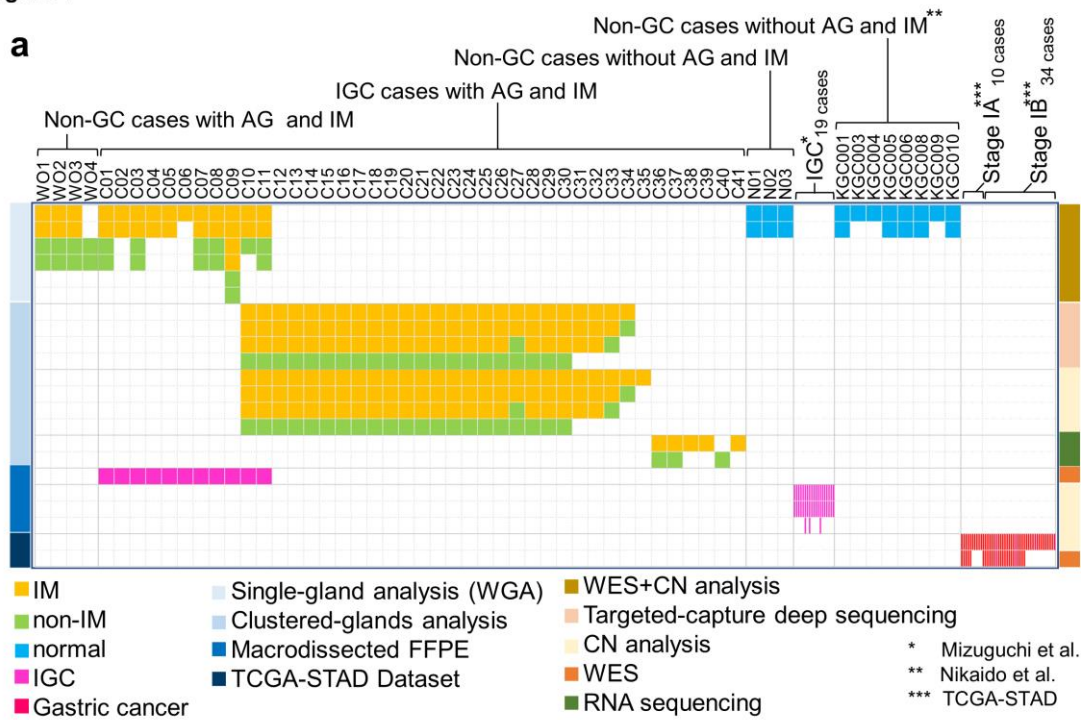 a
Non-GC cases without AG and IM**
Non-GC cases without AG and IM
IGC cases with AG and IM
Non-GC cases with AG and IM
WO1
WO2
WO3
WO4
C01
C02
C03
C04
C05
C06
C07
C08
C09
C10
C11
C12
C13
C14
C15
C16
C17
C18
C19
C20
C21
C22
C23
C24
C25
C26
C27
C28
C29
C30
C31
C32
C33
C34
C35
C36
C37
C38
C39
C40
C41
N01
N02
N03
IGC* 19 cases
KGC001
KGC003
KGC004
KGC005
KGC006
KGC008
KGC009
KGC010
Stage IA*** 10 cases
Stage IB*** 34 cases
IM
non-IM
normal
IGC
Gastric cancer
Single-gland analysis (WGA)
Clustered-glands analysis
Macrodissected FFPE
TCGA-STAD Dataset
WES+CN analysis
Targeted-capture deep sequencing
CN analysis
WES
RNA sequencing
* Mizuguchi et al.
** Nikaido et al.
*** TCGA-STAD